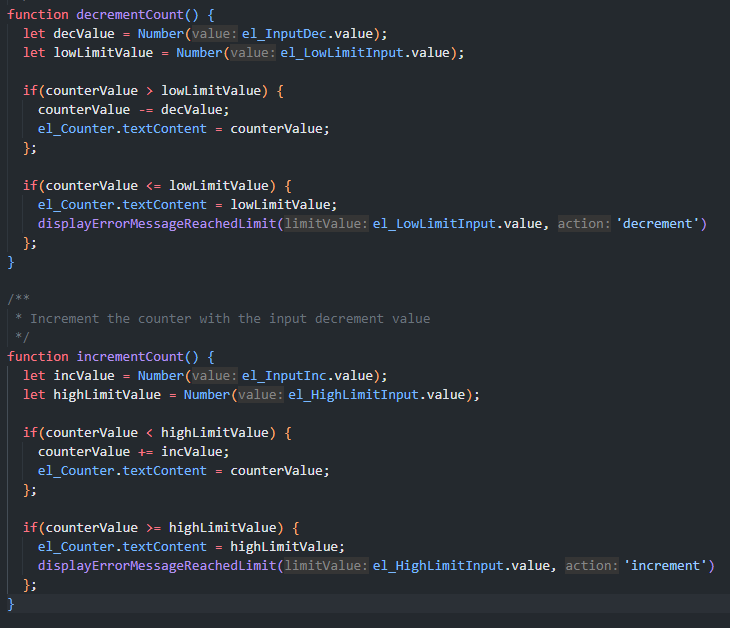 function decrementCount() {
let decValue = Number(value: el_InputDec.value);
let lowLimitValue = Number(value: el_LowLimitInput.value);
if(counterValue > lowLimitValue) {
counterValue -= decValue;
el_Counter.textContent = counterValue;
};
if(counterValue <= lowLimitValue) {
el_Counter.textContent = lowLimitValue;
displayErrorMessageReachedLimit(limitValue: el_LowLimitInput.value, action: 'decrement')
};
}
/**
* Increment the counter with the input decrement value
*/
function incrementCount() {
let incValue = Number(value: el_InputInc.value);
let highLimitValue = Number(value: el_HighLimitInput.value);
if(counterValue < highLimitValue) {
counterValue += incValue;
el_Counter.textContent = counterValue;
};
if(counterValue >= highLimitValue) {
el_Counter.textContent = highLimitValue;
displayErrorMessageReachedLimit(limitValue: el_HighLimitInput.value, action: 'increment')
};
}